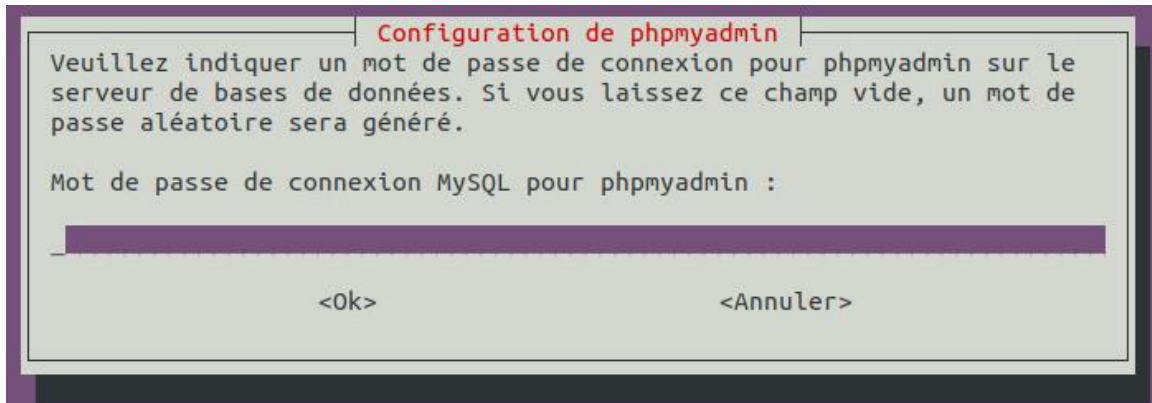 Configuration de phpmyadmin
Veuillez indiquer un mot de passe de connexion pour phpmyadmin sur le
serveur de bases de données. Si vous laissez ce champ vide, un mot de
passe aléatoire sera généré.
Mot de passe de connexion MySQL pour phpmyadmin :
<Ok> <Annuler>